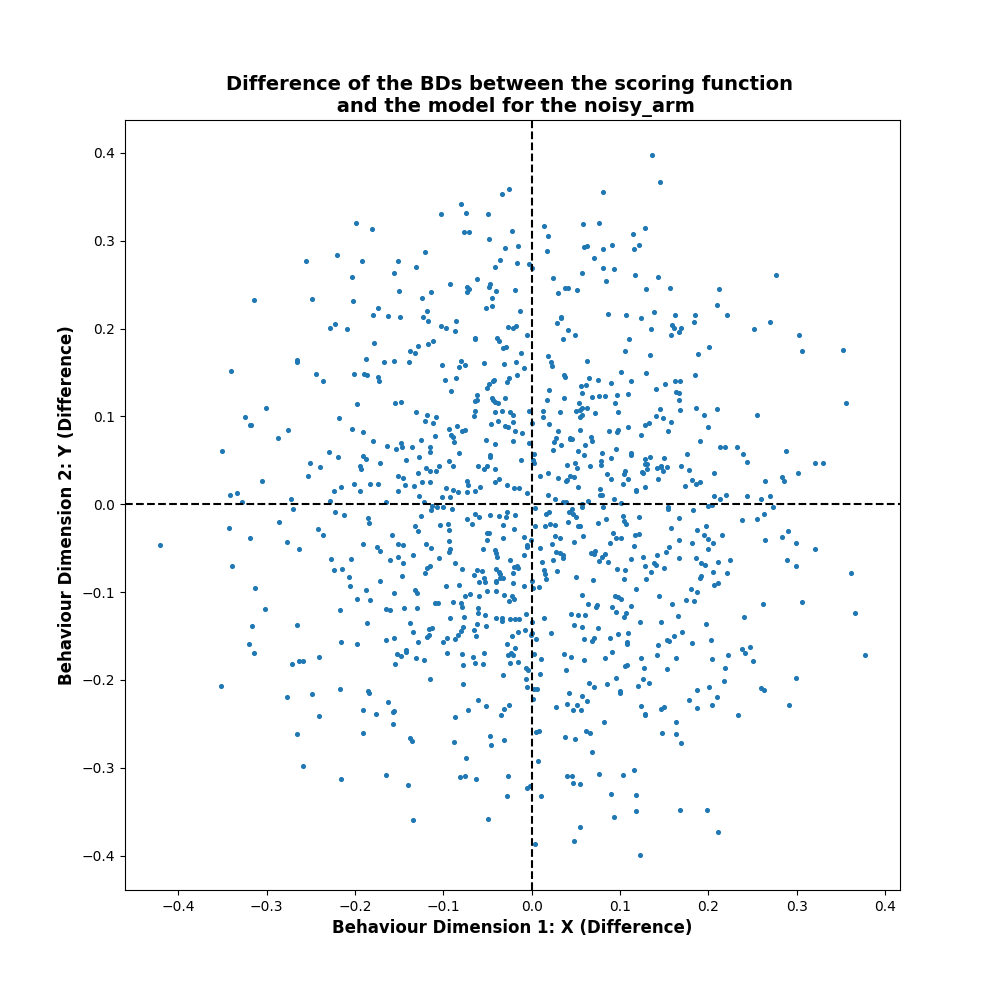 Difference of the BDs between the scoring function
and the model for the noisy_arm
Behaviour Dimension 2: Y (Difference)
0.4
0.3
0.2
0.1
0.0
−0.1
−0.2
−0.3
−0.4
−0.4 −0.3 −0.2 −0.1 0.0 0.1 0.2 0.3 0.4
Behaviour Dimension 1: X (Difference)